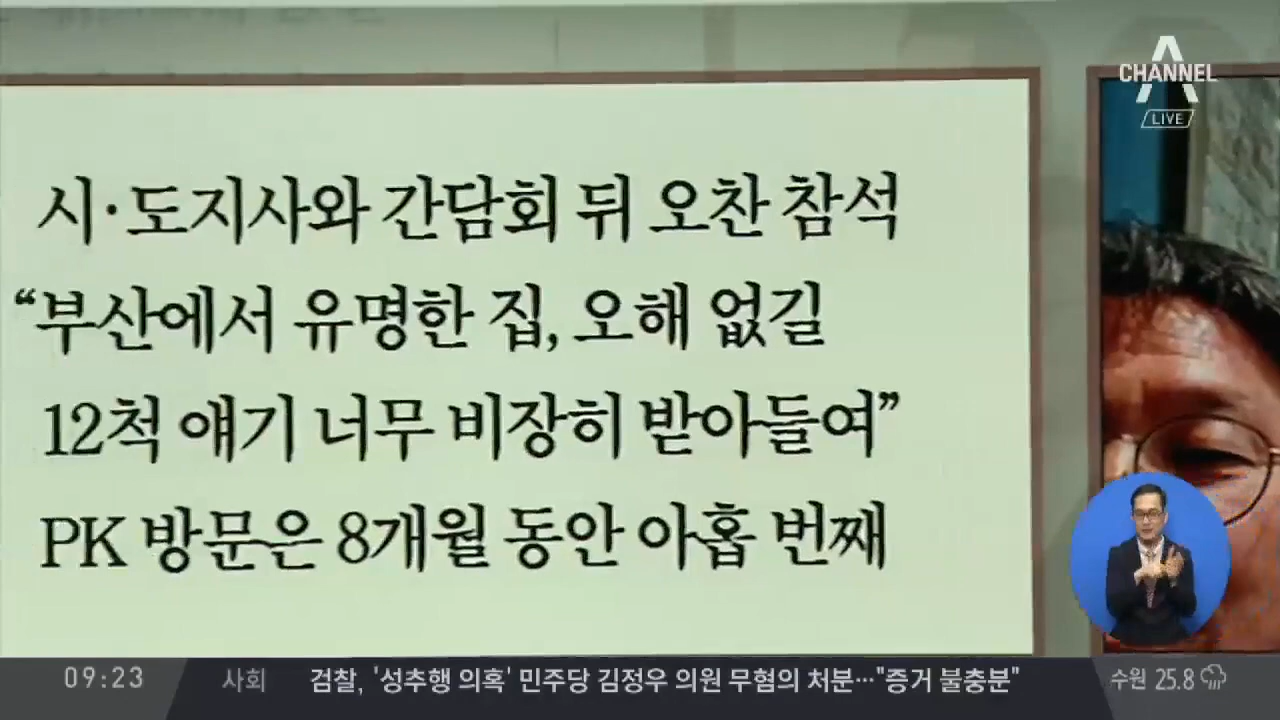 CHANNEL A
LIVE
시·도지사와 간담회 뒤 오찬 참석
“부산에서 유명한 집, 오해 없길
12척 얘기 너무 비장히 받아들여”
PK 방문은 8개월 동안 아홉 번째
09:23 사회 검찰, '성추행 의혹' 민주당 김정우 의원 무혐의 처분…"증거 불충분" 수원 25.8